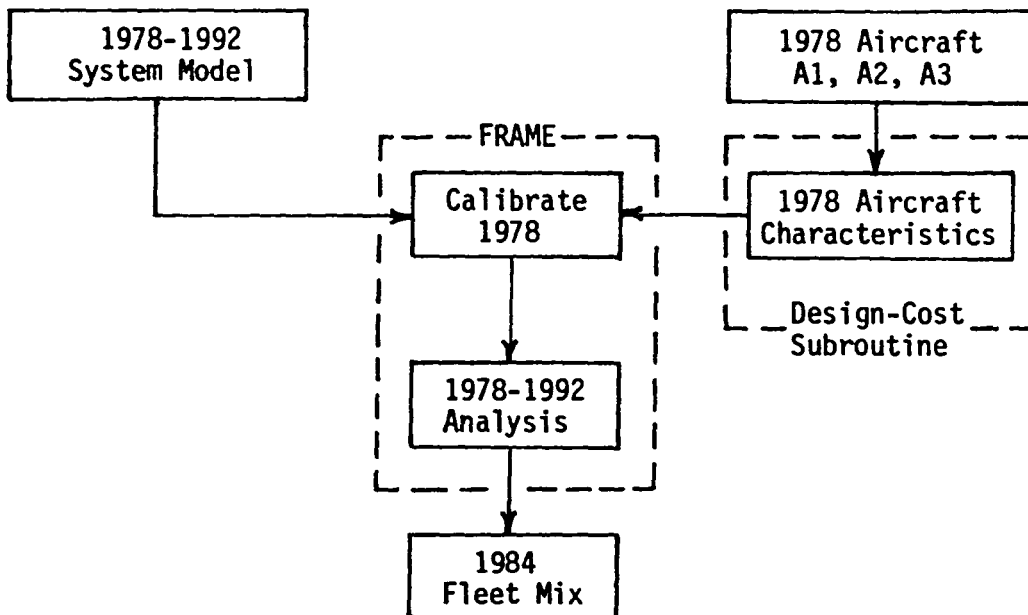 1978-1992
System Model
1978 Aircraft
A1, A2, A3
FRAME
Calibrate
1978
1978 Aircraft
Characteristics
Design-Cost
Subroutine
1978-1992
Analysis
1984
Fleet Mix